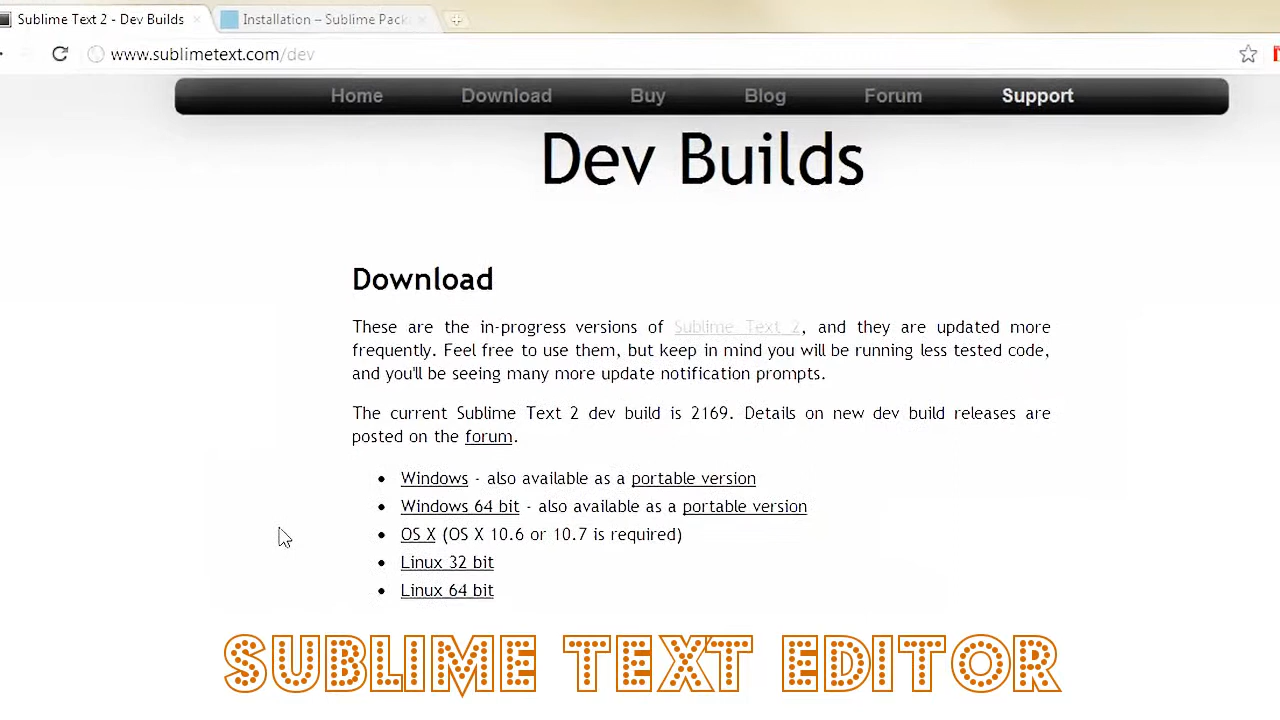 Sublime Text 2 - Dev Builds
Installation – Sublime Pack
www.sublimetext.com/dev
Home Download Buy Blog Forum Support
Dev Builds
Download
These are the in-progress versions of Sublime Text 2, and they are updated more
frequently. Feel free to use them, but keep in mind you will be running less tested code,
and you'll be seeing many more update notification prompts.
The current Sublime Text 2 dev build is 2169. Details on new dev build releases are
posted on the forum.
• Windows - also available as a portable version
• Windows 64 bit - also available as a portable version
• OS X (OS X 10.6 or 10.7 is required)
• Linux 32 bit
• Linux 64 bit
SUBLIME TEXT EDITOR